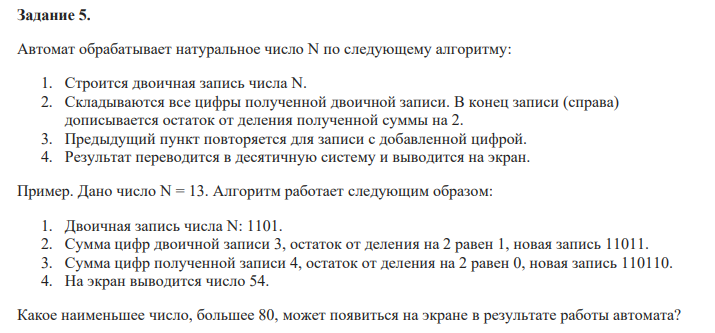 Задание 5.
Автомат обрабатывает натуральное число N по следующему алгоритму:
1. Строится двоичная запись числа N.
2. Складываются все цифры полученной двоичной записи. В конец записи (справа)
дописывается остаток от деления полученной суммы на 2.
3. Предыдущий пункт повторяется для записи с добавленной цифрой.
4. Результат переводится в десятичную систему и выводится на экран.
Пример. Дано число N = 13. Алгоритм работает следующим образом:
1. Двоичная запись числа N: 1101.
2. Сумма цифр двоичной записи 3, остаток от деления на 2 равен 1, новая запись 11011.
3. Сумма цифр полученной записи 4, остаток от деления на 2 равен 0, новая запись 110110.
4. На экран выводится число 54.
Какое наименьшее число, большее 80, может появиться на экране в результате работы автомата?